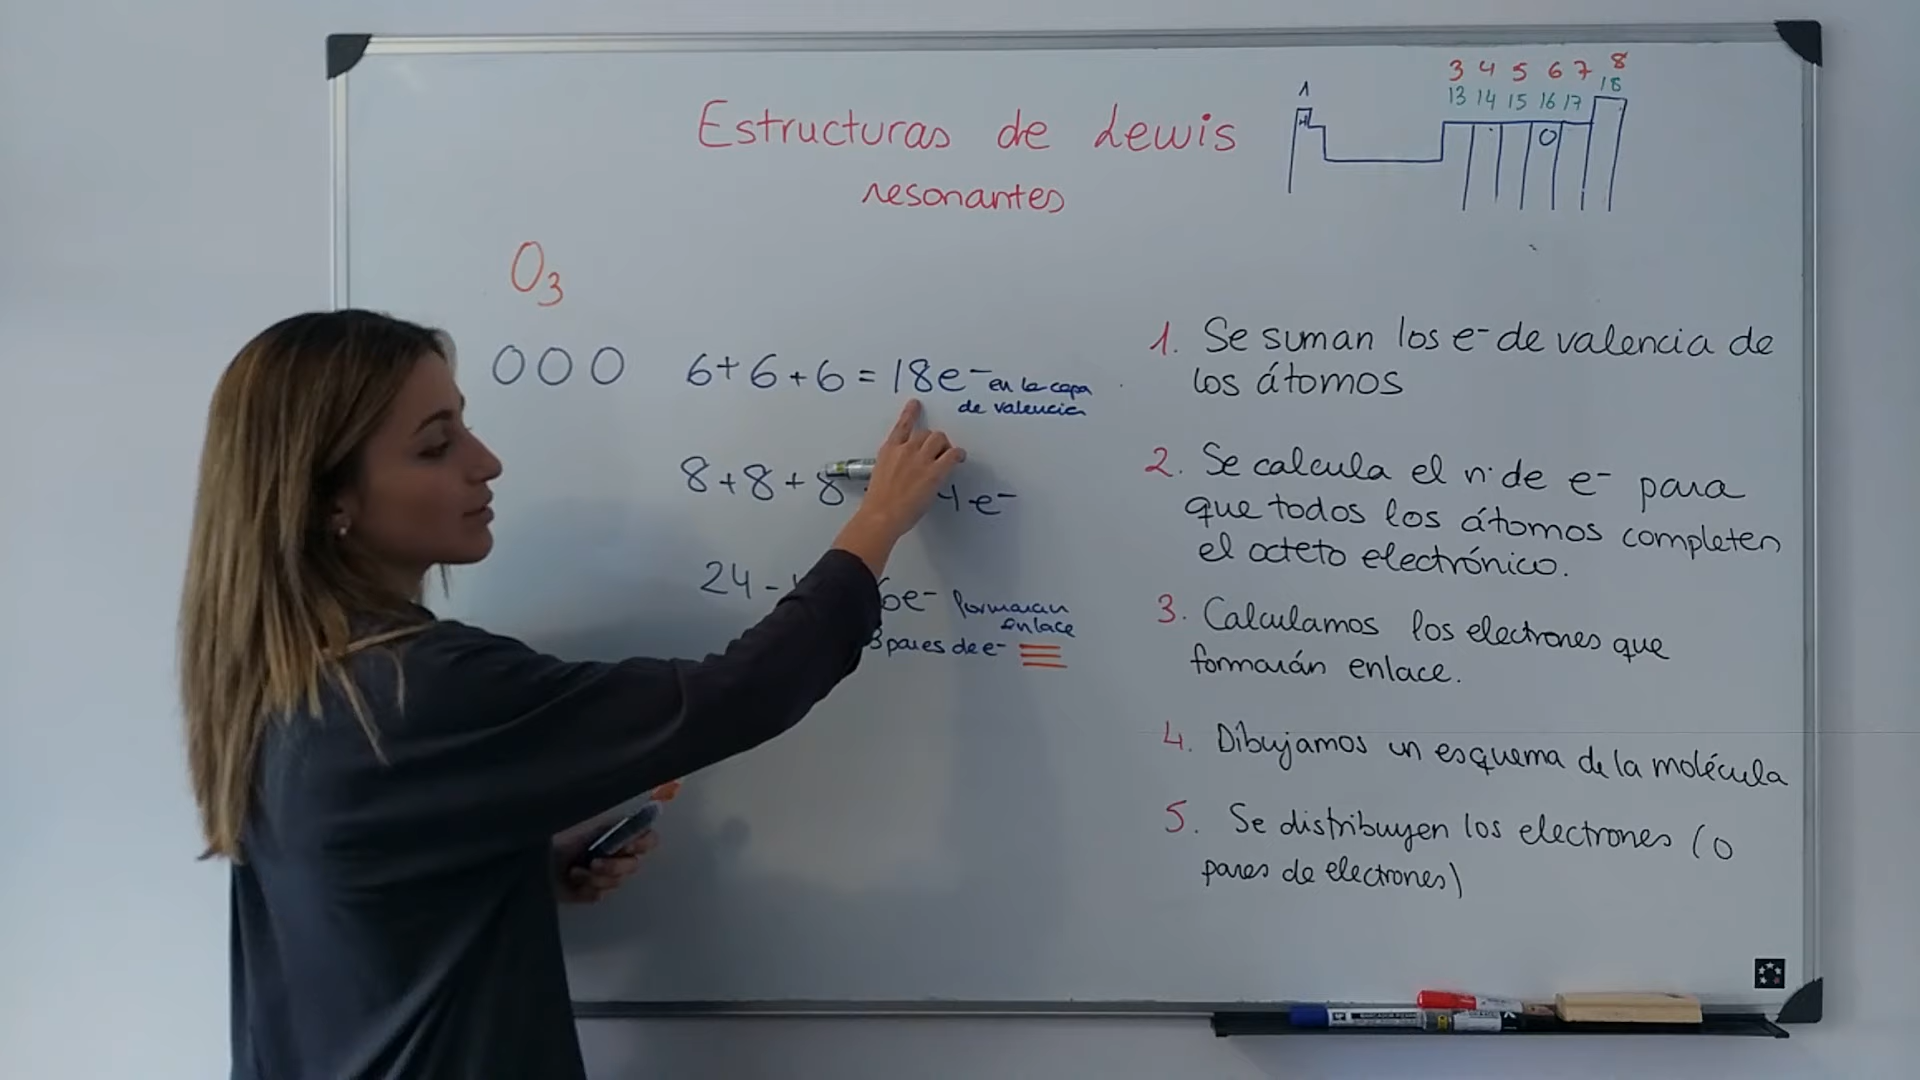 Estructuras de Lewis
resonantes
1
3 4 5 6 7 8
13 14 15 16 17 18
H
O
O3
O O O
6+6+6 = 18e- en la capa
de valencia
8+8+8 4e-
24 - 6e- formarán
enlace
3 pares de e-
1. Se suman los e- de valencia de
los átomos
2. Se calcula el nº de e- para
que todos los átomos completen
el octeto electrónico.
3. Calculamos los electrones que
formarán enlace.
4. Dibujamos un esquema de la molécula
5. Se distribuyen los electrones (o
pares de electrones)